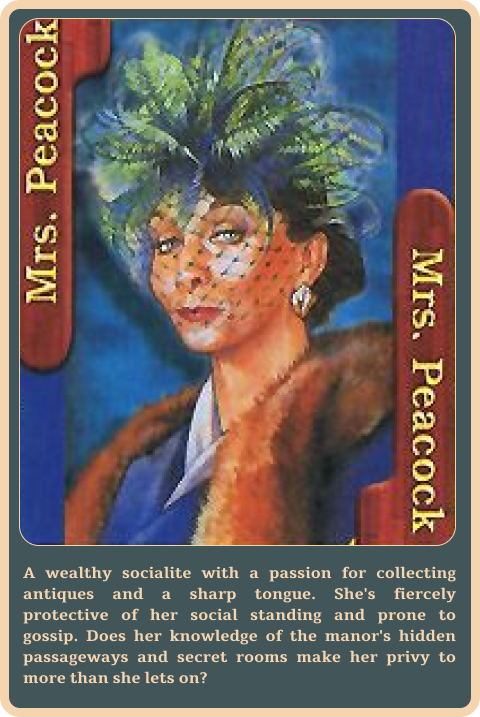 Mrs. Peacock
Mrs. Peacock
A wealthy socialite with a passion for collecting
antiques and a sharp tongue. She's fiercely
protective of her social standing and prone to
gossip. Does her knowledge of the manor's hidden
passageways and secret rooms make her privy to
more than she lets on?